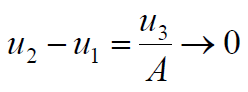 u₂ − u₁ = u₃/A → 0